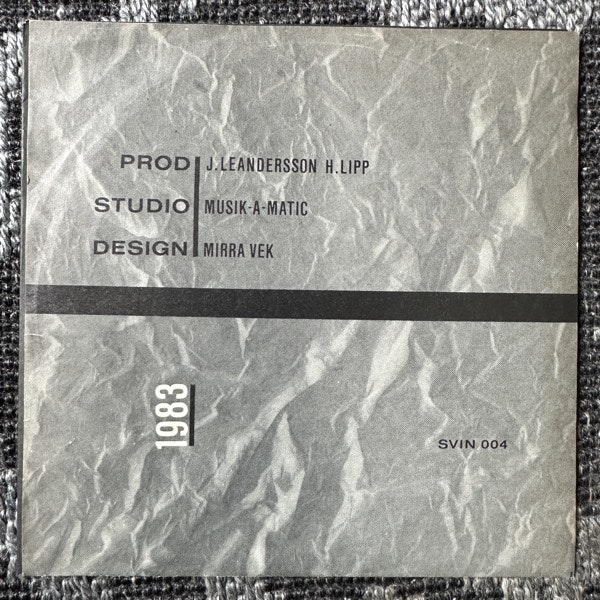 PROD J.LEANDERSSON H.LIPP
STUDIO MUSIK-A-MATIC
DESIGN MIRRA VEK
1983
SVIN 004